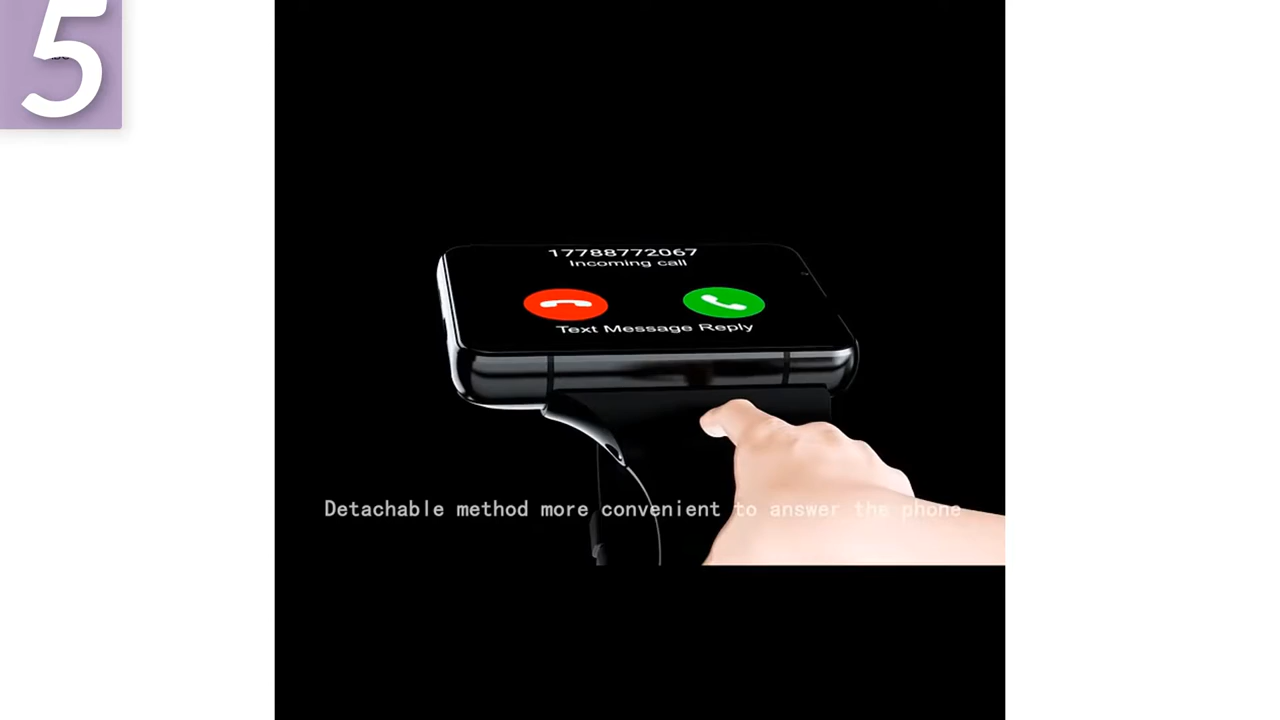 5
17788772067
Incoming call
Text Message Reply
Detachable method more convenient to answer the phone